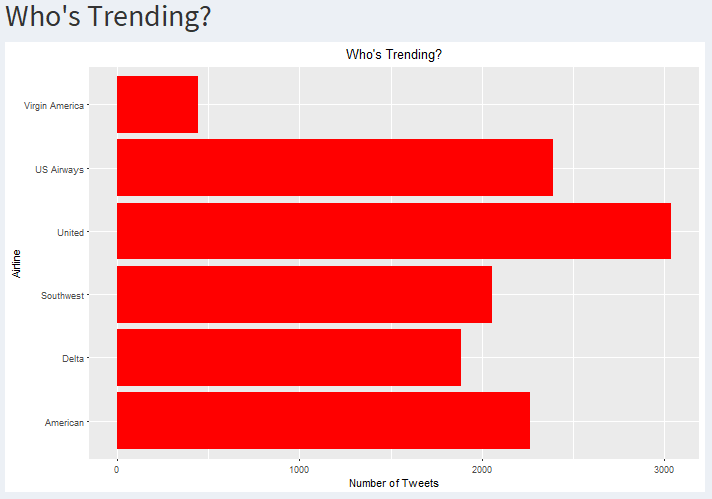 Who's Trending?
Who's Trending?
Virgin America
US Airways
United
Southwest
Delta
American
Airline
0 1000 2000 3000
Number of Tweets